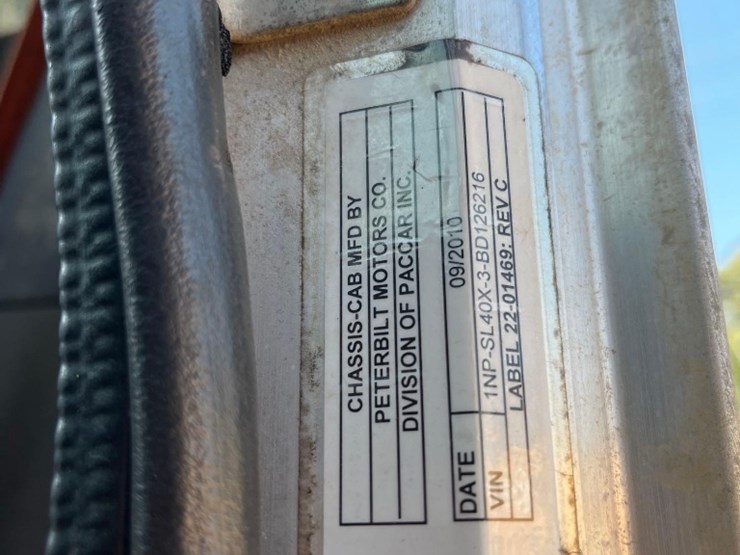 CHASSIS-CAB MFD BY
PETERBILT MOTORS CO.
DIVISION OF PACCAR INC.
DATE 09/2010
VIN 1NP-SL40X-3-BD126216
LABEL 22-01469: REV C